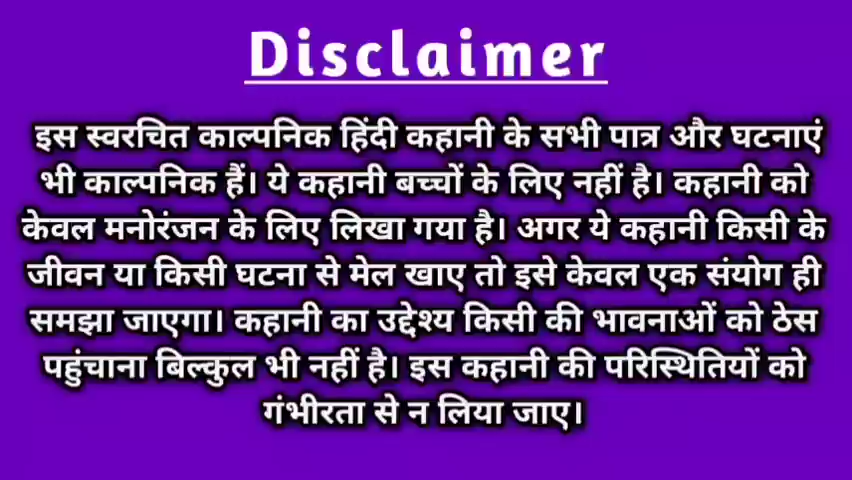 Disclaimer
इस स्वरचित काल्पनिक हिंदी कहानी के सभी पात्र और घटनाएं
भी काल्पनिक हैं। ये कहानी बच्चों के लिए नहीं है। कहानी को
केवल मनोरंजन के लिए लिखा गया है। अगर ये कहानी किसी के
जीवन या किसी घटना से मेल खाए तो इसे केवल एक संयोग ही
समझा जाएगा। कहानी का उद्देश्य किसी की भावनाओं को ठेस
पहुंचाना बिल्कुल भी नहीं है। इस कहानी की परिस्थितियों को
गंभीरता से न लिया जाए।